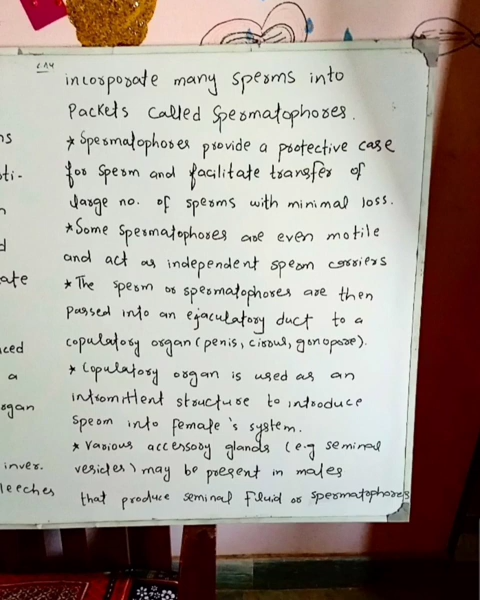 incorporate many sperms into
Packets called Spermatophores.
* Spermatophores provide a protective case
for sperm and facilitate transfer of
large no. of sperms with minimal loss.
* Some Spermatophores are even motile
and act as independent sperm carriers
* The sperm or spermatophores are then
passed into an ejaculatory duct to a
copulatory organ (penis, cirrus, gonopore).
* Copulatory organ is used as an
intromittent structure to introduce
sperm into female's system.
* Various accessory glands (e.g seminal
vesicles) may be present in males
that produce seminal fluid or spermatophores
ns
oti-
n
d
ate
ced
a
rgan
inver.
leeches